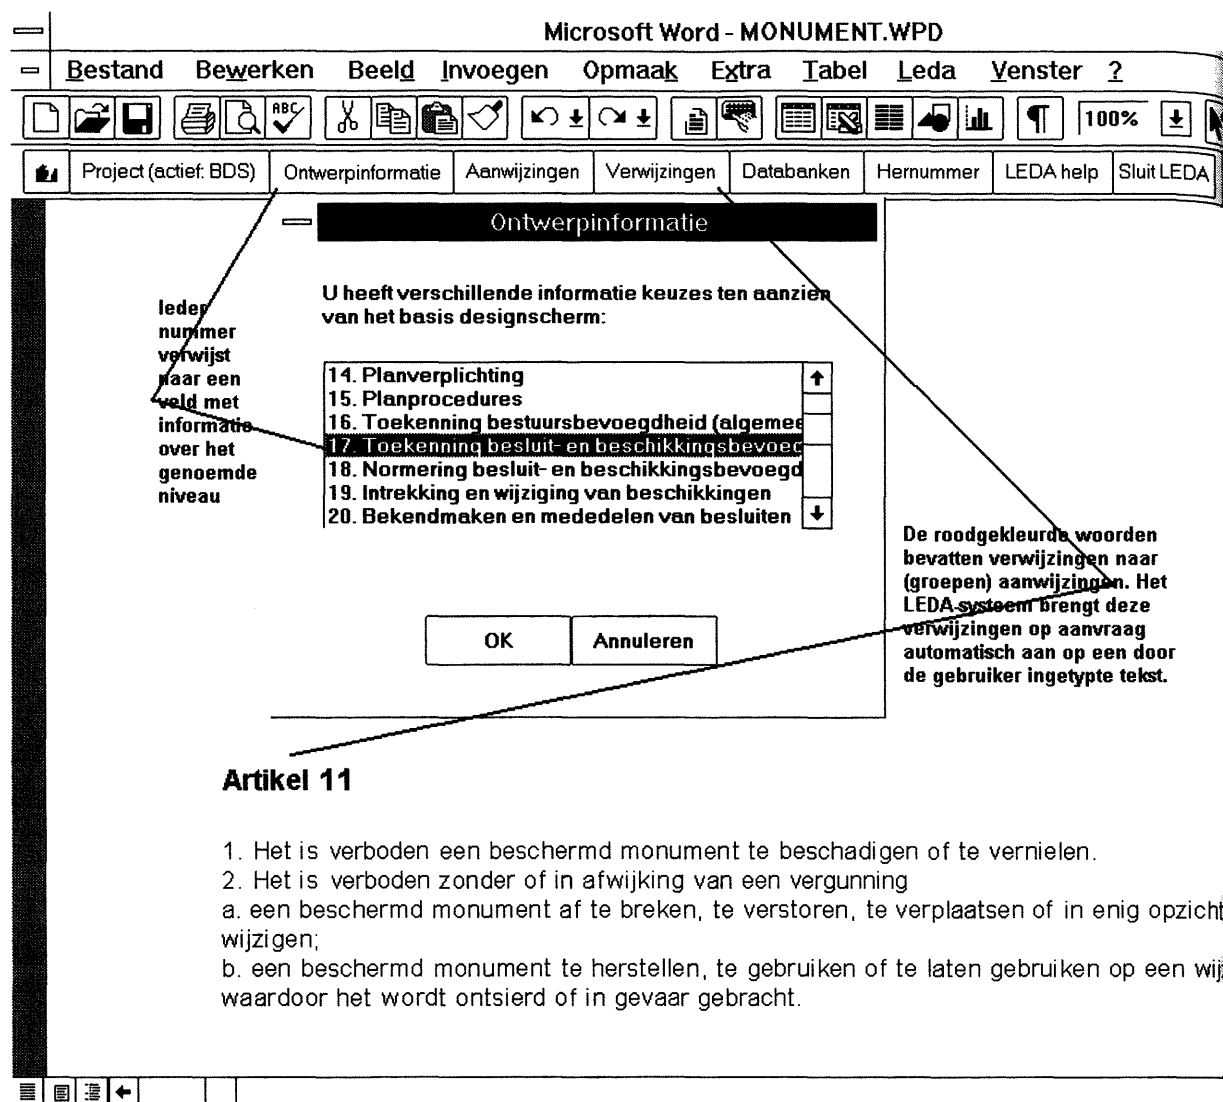 Microsoft Word - MONUMENT.WPD
Bestand Bewerken Beeld Invoegen Opmaak Extra Tabel Leda Venster ?
ABC 100%
Project (actief: BDS) Ontwerpinformatie Aanwijzingen Verwijzingen Databanken Hernummer LEDA help Sluit LEDA
Ontwerpinformatie
U heeft verschillende informatie keuzes ten aanzien
van het basis designscherm:
14. Planverplichting
15. Planprocedures
16. Toekenning bestuursbevoegdheid (algemee
17. Toekenning besluit- en beschikkingsbevoeg
18. Normering besluit- en beschikkingsbevoegd
19. Intrekking en wijziging van beschikkingen
20. Bekendmaken en mededelen van besluiten
OK Annuleren
Ieder
nummer
verwijst
naar een
veld met
informatie
over het
genoemde
niveau
De roodgekleurde woorden
bevatten verwijzingen naar
(groepen) aanwijzingen. Het
LEDA-systeem brengt deze
verwijzingen op aanvraag
automatisch aan op een door
de gebruiker ingetypte tekst.
Artikel 11
1. Het is verboden een beschermd monument te beschadigen of te vernielen.
2. Het is verboden zonder of in afwijking van een vergunning
a. een beschermd monument af te breken, te verstoren, te verplaatsen of in enig opzicht
wijzigen;
b. een beschermd monument te herstellen, te gebruiken of te laten gebruiken op een wij
waardoor het wordt ontsierd of in gevaar gebracht.